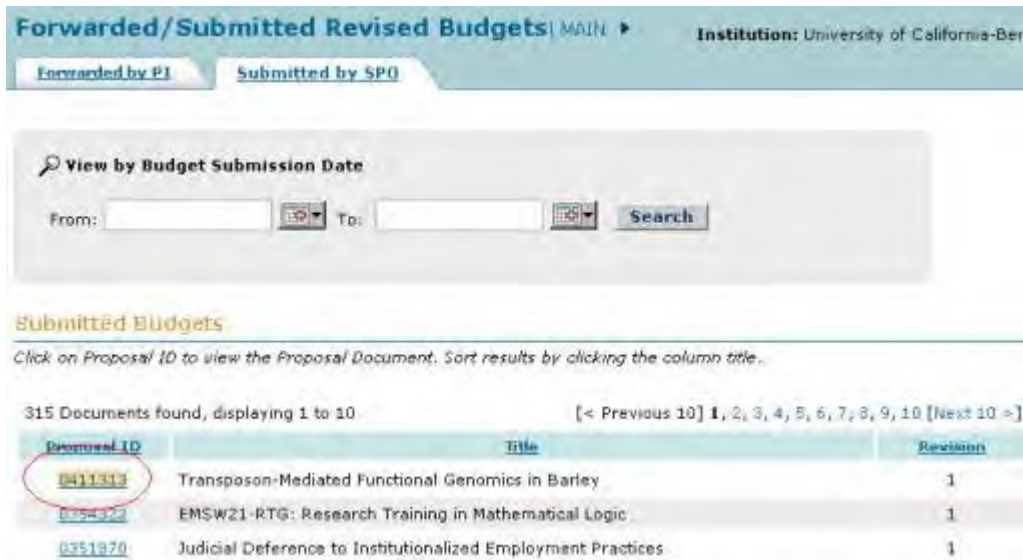 Forwarded/Submitted Revised Budgets| MAIN Institution: University of California-Ber
Forwarded by PI Submitted by SPO
View by Budget Submission Date
From: To: Search
Submitted Budgets
Click on Proposal ID to view the Proposal Document. Sort results by clicking the column title.
315 Documents found, displaying 1 to 10 [< Previous 10] 1, 2, 3, 4, 5, 6, 7, 8, 9, 10 [Next 10 >]
Proposal ID Title Revision
0411313 Transposon-Mediated Functional Genomics in Barley 1
0354322 EMSW21-RTG: Research Training in Mathematical Logic 1
0351870 Judicial Deference to Institutionalized Employment Practices 1